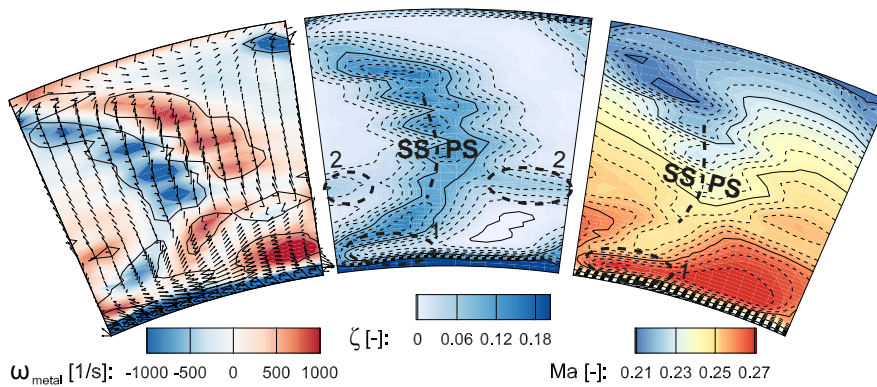 SS PS
2 2
1
SS PS
1
ζ [-]:
0 0.06 0.12 0.18
ω_metal [1/s]: -1000 -500 0 500 1000
Ma [-]: 0.21 0.23 0.25 0.27